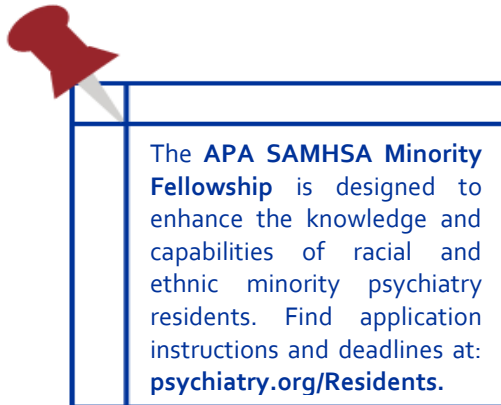 The APA SAMHSA Minority
Fellowship is designed to
enhance the knowledge and
capabilities of racial and
ethnic minority psychiatry
residents. Find application
instructions and deadlines at:
psychiatry.org/Residents.